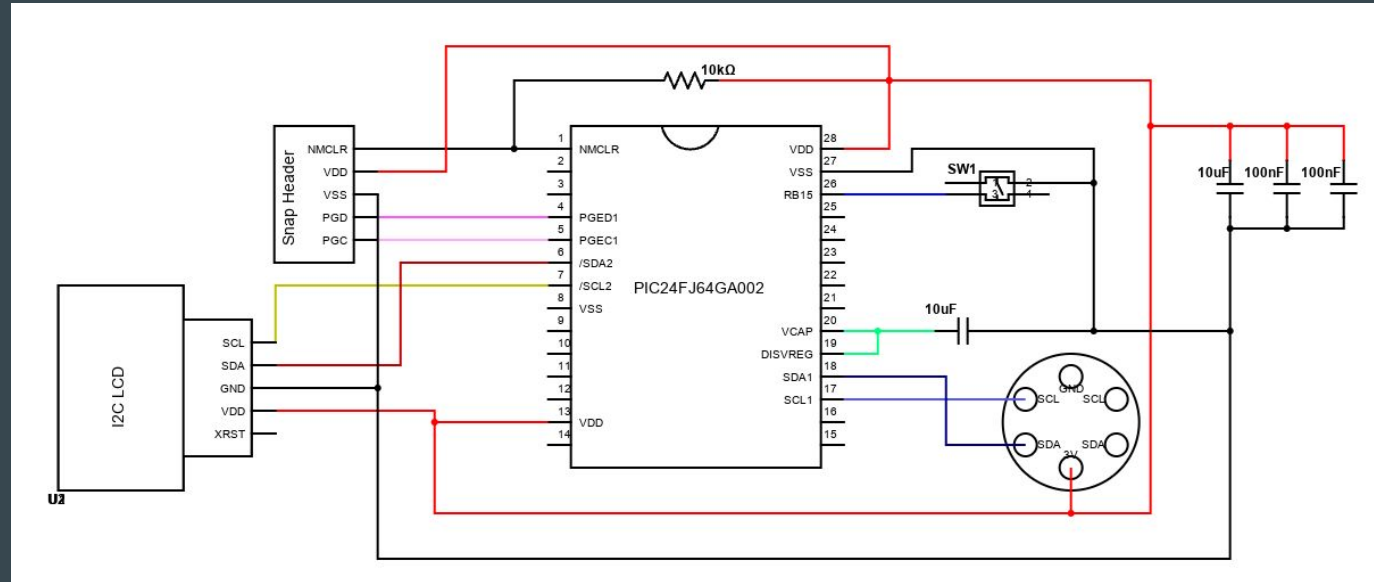 10kΩ
Snap Header
NMCLR
VDD
VSS
PGD
PGC
1
2
3
4
5
6
7
8
9
10
11
12
13
14
NMCLR
PGED1
PGEC1
/SDA2
/SCL2
VSS
VDD
PIC24FJ64GA002
VDD
VSS
RB15
VCAP
DISVREG
SDA1
SCL1
28
27
26
25
24
23
22
21
20
19
18
17
16
15
SW1
1
2
3
4
10uF
100nF
100nF
10uF
I2C LCD
SCL
SDA
GND
VDD
XRST
GND
SCL
SCL
SDA
SDA
3V